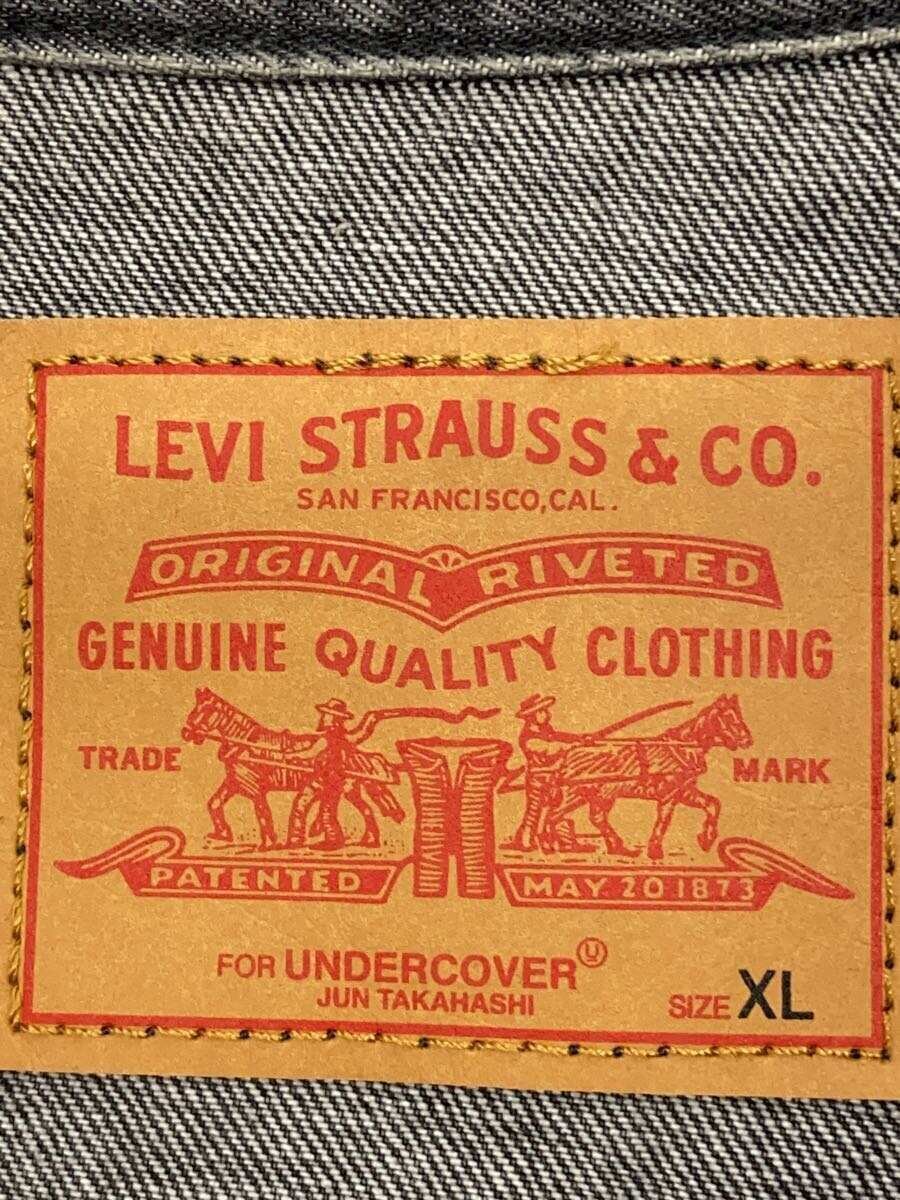 LEVI STRAUSS & CO.
SAN FRANCISCO, CAL.
ORIGINAL RIVETED
GENUINE QUALITY CLOTHING
TRADE MARK
PATENTED MAY 20 1873
FOR UNDERCOVER Ⓤ
JUN TAKAHASHI
SIZE XL